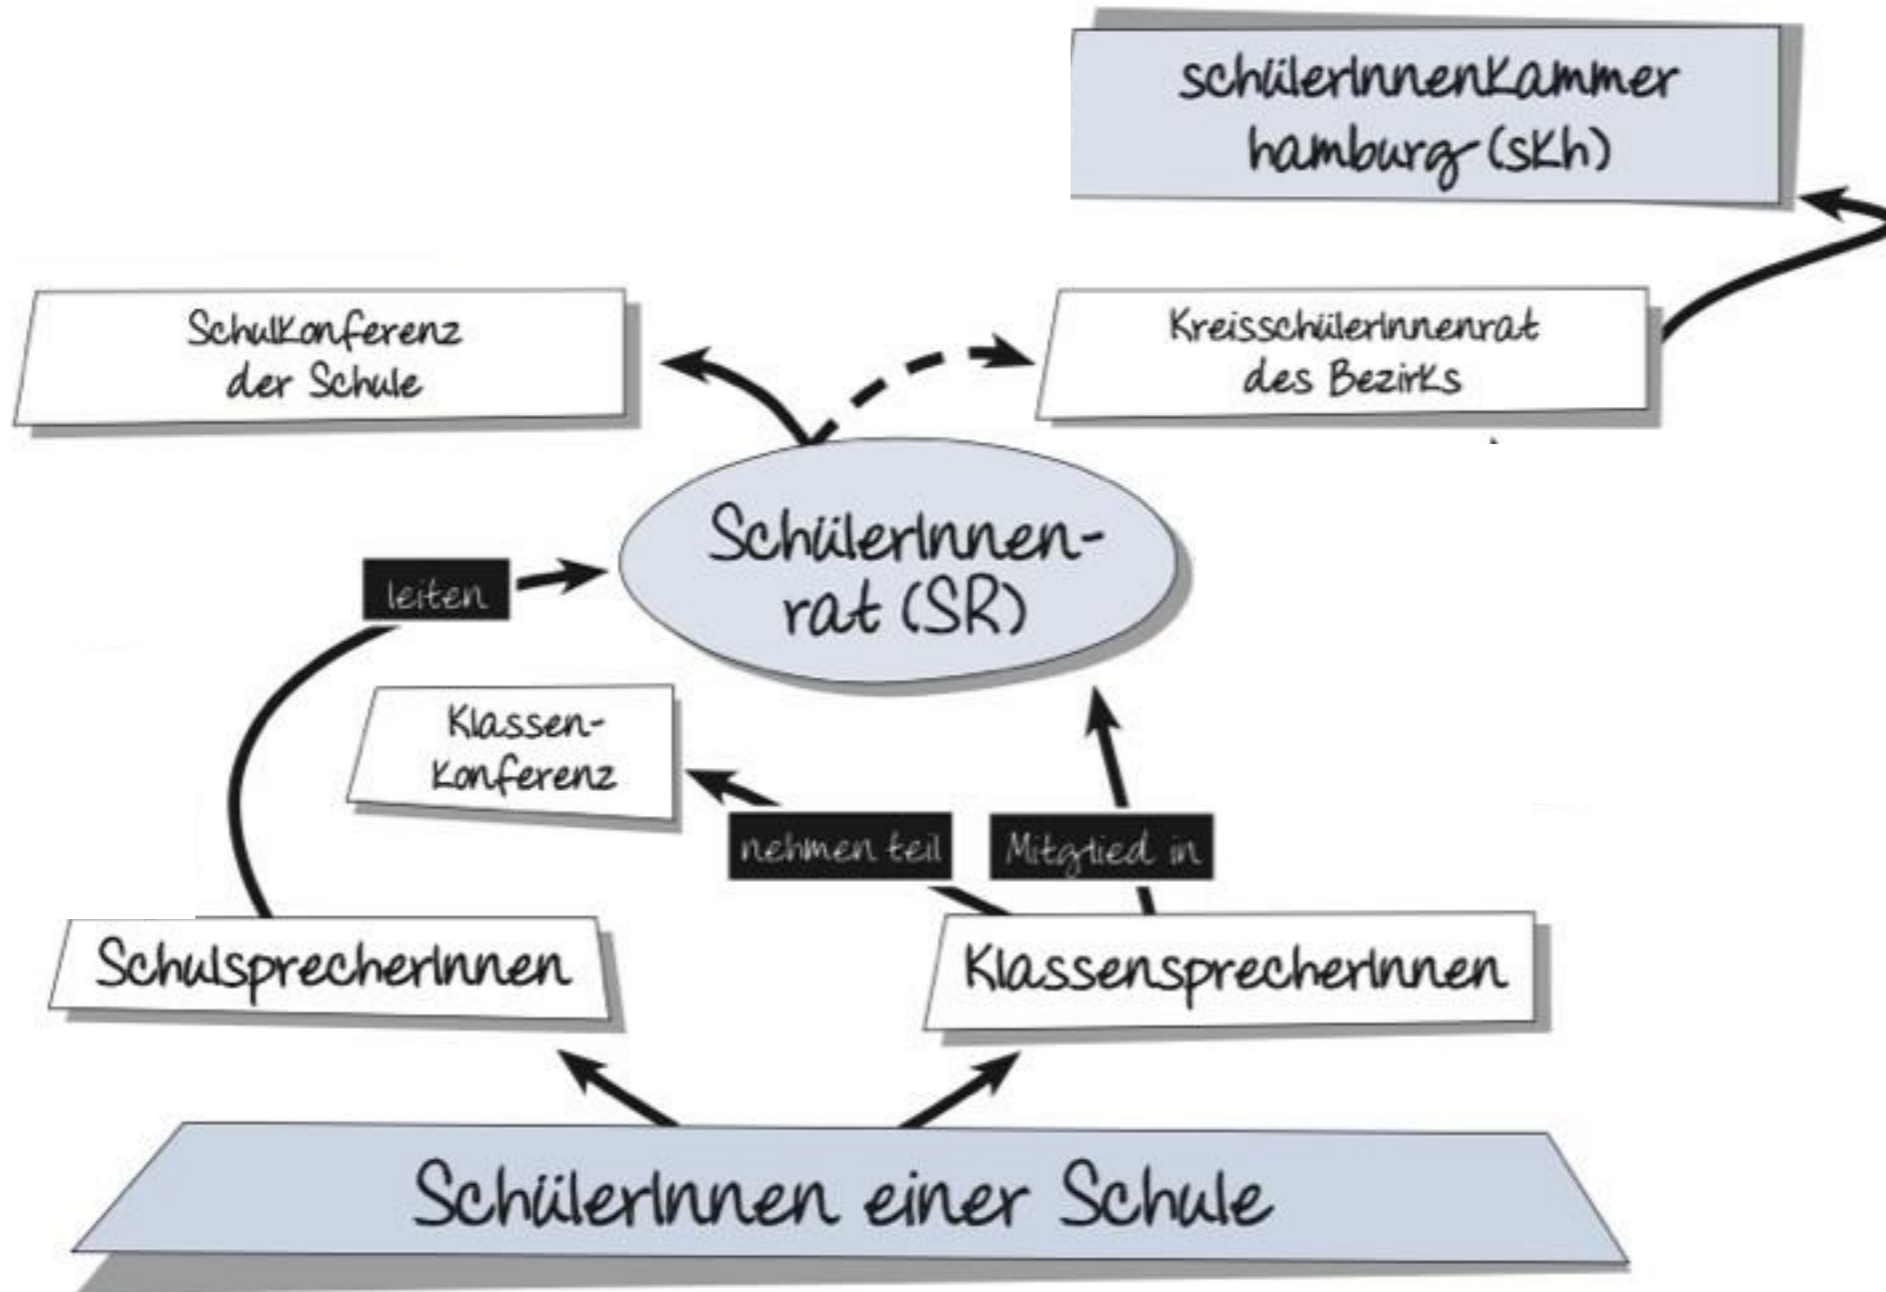 schülerInnenkammer
hamburg (skh)
Schulkonferenz
der Schule
KreisschülerInnenrat
des Bezirks
SchülerInnen-
rat (SR)
leiten
Klassen-
konferenz
nehmen teil
Mitglied in
SchulsprecherInnen
KlassensprecherInnen
SchülerInnen einer Schule